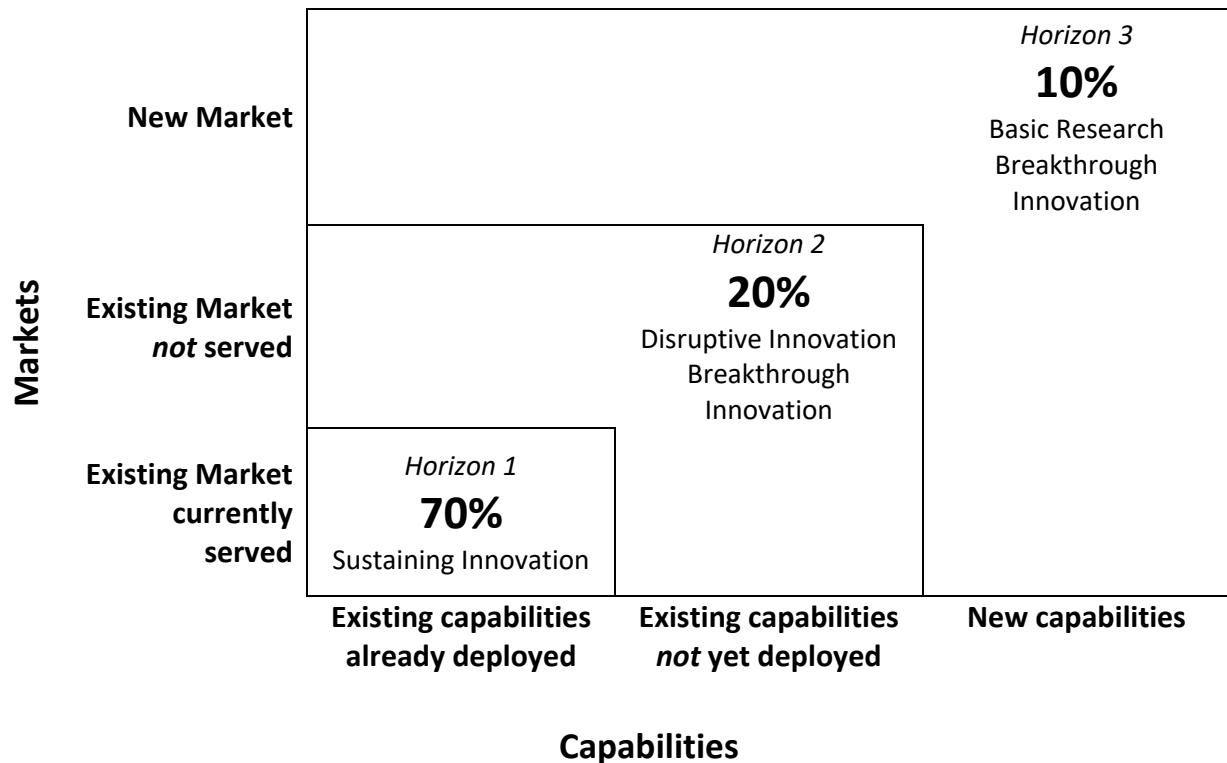 Horizon 3
10%
Basic Research
Breakthrough
Innovation
New Market
Horizon 2
20%
Disruptive Innovation
Breakthrough
Innovation
Existing Market
not served
Markets
Horizon 1
70%
Sustaining Innovation
Existing Market
currently
served
Existing capabilities
already deployed
Existing capabilities
not yet deployed
New capabilities
Capabilities